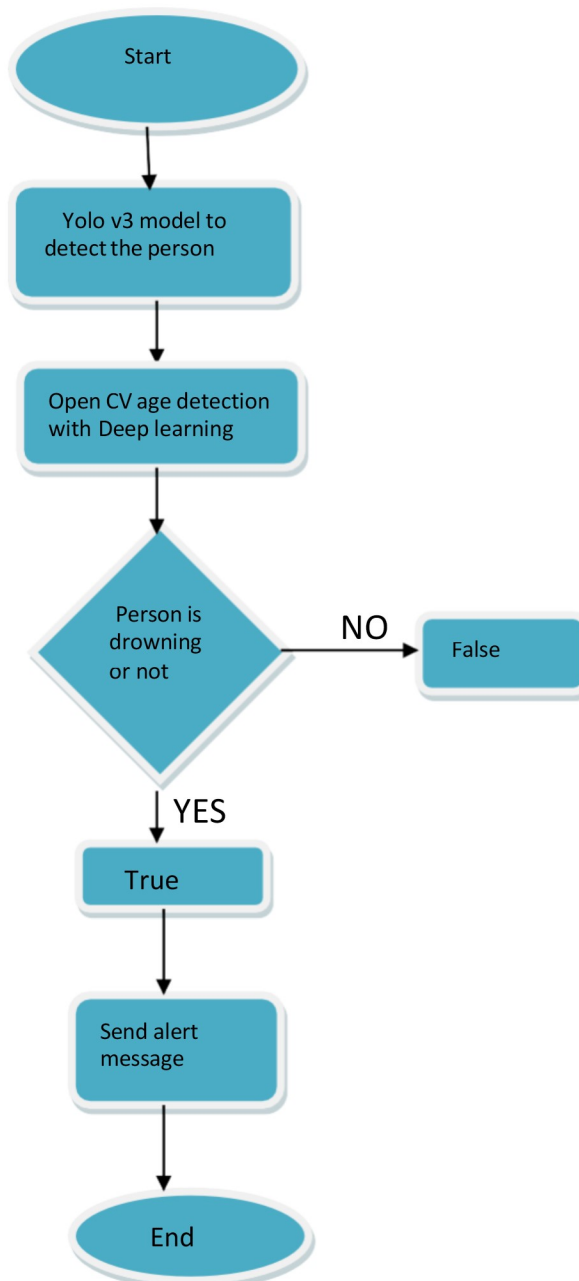 Start
Yolo v3 model to
detect the person
Open CV age detection
with Deep learning
Person is
drowning
or not
NO
False
YES
True
Send alert
message
End